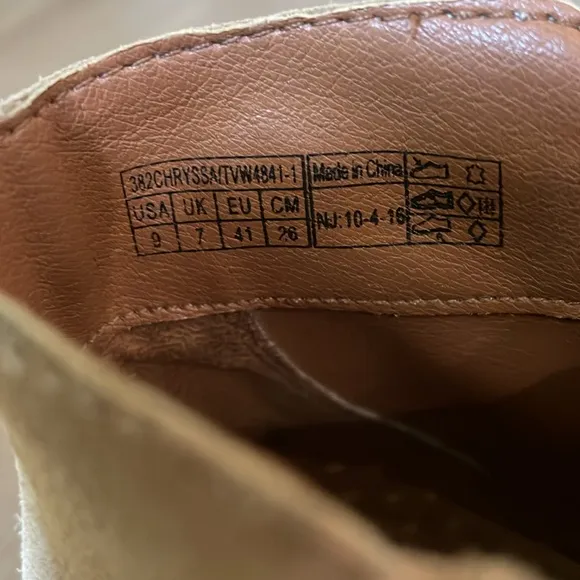 382CHRYSSA/TVW4841-1
USA UK EU CM
9 7 41 26
Made in China
NJ: 10-4-16